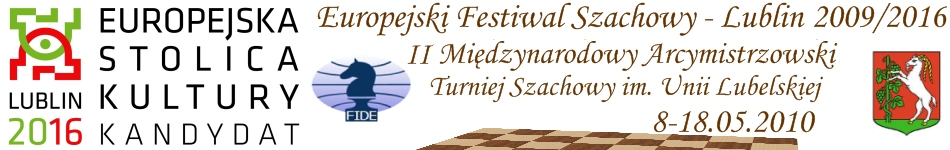 EUROPEJSKA
STOLICA
KULTURY
KANDYDAT
LUBLIN
2016
Europejski Festiwal Szachowy - Lublin 2009/2016
II Międzynarodowy Arcymistrzowski
Turniej Szachowy im. Unii Lubelskiej
8-18.05.2010
FIDE